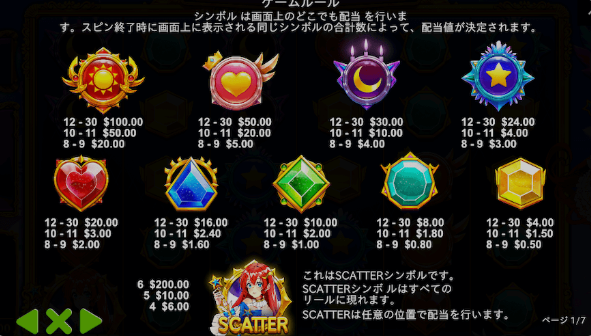 ゲームルール
シンボル は画面上のどこでも配当 を行いま
す。スピン終了時に画面上に表示される同じシンボルの合計数によって、配当値が決定されます。
12 - 30 $100.00
10 - 11 $50.00
8 - 9 $20.00
12 - 30 $50.00
10 - 11 $20.00
8 - 9 $5.00
12 - 30 $30.00
10 - 11 $10.00
8 - 9 $4.00
12 - 30 $24.00
10 - 11 $4.00
8 - 9 $3.00
12 - 30 $20.00
10 - 11 $3.00
8 - 9 $2.00
12 - 30 $16.00
10 - 11 $2.40
8 - 9 $1.60
12 - 30 $10.00
10 - 11 $2.00
8 - 9 $1.00
12 - 30 $8.00
10 - 11 $1.80
8 - 9 $0.80
12 - 30 $4.00
10 - 11 $1.50
8 - 9 $0.50
6 $200.00
5 $10.00
4 $6.00
SCATTER
これはSCATTERシンボルです。
SCATTERシンボ ルはすべての
リールに現れます。
SCATTERは任意の位置で配当を行います。
ページ 1/7